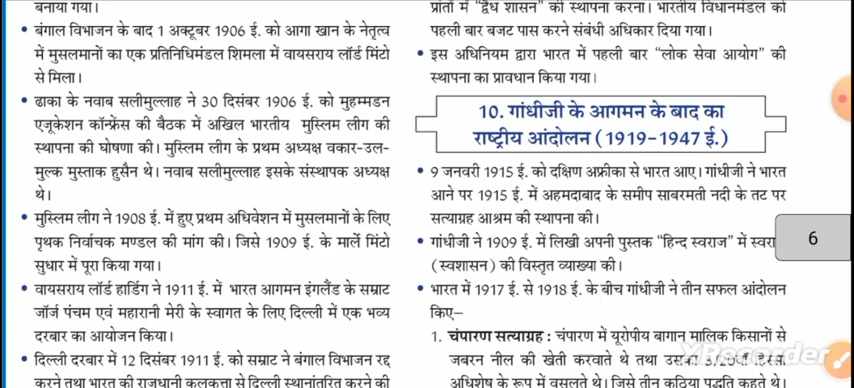 बनाया गया।
• बंगाल विभाजन के बाद 1 अक्टूबर 1906 ई. को आगा खान के नेतृत्व
में मुसलमानों का एक प्रतिनिधिमंडल शिमला में वायसराय लॉर्ड मिंटो
से मिला।
• ढाका के नवाब सलीमुल्लाह ने 30 दिसंबर 1906 ई. को मुहम्मडन
एजूकेशन कॉन्फ्रेंस की बैठक में अखिल भारतीय मुस्लिम लीग की
स्थापना की घोषणा की। मुस्लिम लीग के प्रथम अध्यक्ष वकार-उल-
मुल्क मुस्ताक हुसैन थे। नवाब सलीमुल्लाह इसके संस्थापक अध्यक्ष
थे।
• मुस्लिम लीग ने 1908 ई. में हुए प्रथम अधिवेशन में मुसलमानों के लिए
पृथक निर्वाचक मण्डल की मांग की। जिसे 1909 ई. के मार्ले मिंटो
सुधार में पूरा किया गया।
• वायसराय लॉर्ड हार्डिंग ने 1911 ई. में भारत आगमन इंगलैंड के सम्राट
जॉर्ज पंचम एवं महारानी मेरी के स्वागत के लिए दिल्ली में एक भव्य
दरबार का आयोजन किया।
• दिल्ली दरबार में 12 दिसंबर 1911 ई. को सम्राट ने बंगाल विभाजन रद्द
करने तथा भारत की राजधानी कलकत्ता से दिल्ली स्थानांतरित करने की
प्रांतों में “द्वैध शासन” की स्थापना करना। भारतीय विधानमंडल को
पहली बार बजट पास करने संबंधी अधिकार दिया गया।
• इस अधिनियम द्वारा भारत में पहली बार “लोक सेवा आयोग” की
स्थापना का प्रावधान किया गया।
10. गांधीजी के आगमन के बाद का
राष्ट्रीय आंदोलन (1919-1947 ई.)
• 9 जनवरी 1915 ई. को दक्षिण अफ्रीका से भारत आए। गांधीजी ने भारत
आने पर 1915 ई. में अहमदाबाद के समीप साबरमती नदी के तट पर
सत्याग्रह आश्रम की स्थापना की।
• गांधीजी ने 1909 ई. में लिखी अपनी पुस्तक “हिन्द स्वराज” में स्वरा
(स्वशासन) की विस्तृत व्याख्या की।
• भारत में 1917 ई. से 1918 ई. के बीच गांधीजी ने तीन सफल आंदोलन
किए–
1. चंपारण सत्याग्रह : चंपारण में यूरोपीय बागान मालिक किसानों से
जबरन नील की खेती करवाते थे तथा उसका 3/20वां हिस्सा
अधिशेष के रूप में वसूलते थे। जिसे तीन कठिया पद्धति कहते थे।
6
XRecorder